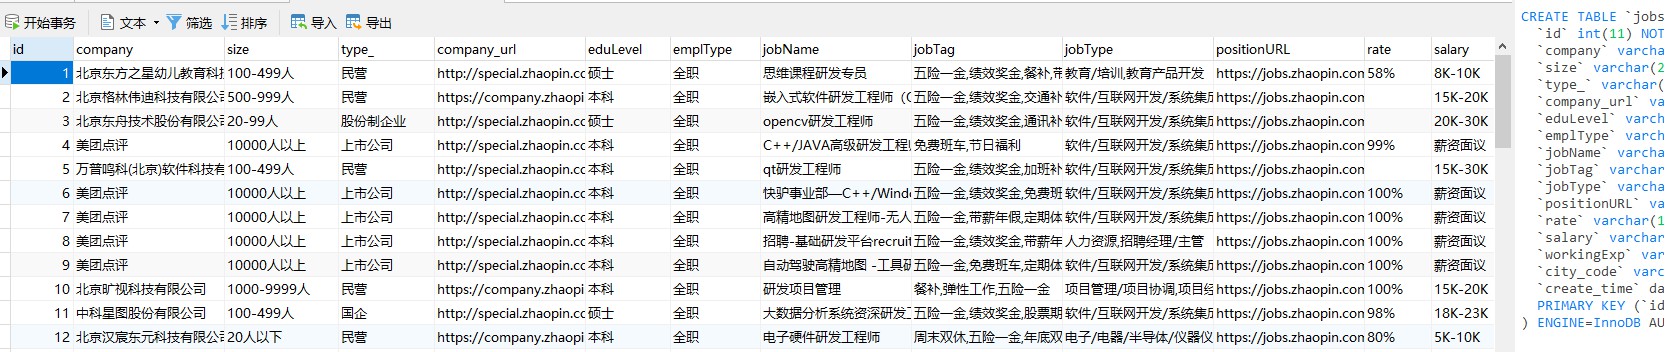 开始事务 文本 筛选 排序 导入 导出
id company size type_ company_url eduLevel emplType jobName jobTag jobType positionURL rate salary
1 北京东方之星幼儿教育科 100-499人 民营 http://special.zhaopin.cc 硕士 全职 思维课程研发专员 五险一金,绩效奖金,餐补,带 教育/培训,教育产品开发 https://jobs.zhaopin.com 58% 8K-10K
2 北京格林伟迪科技有限公司 500-999人 民营 https://company.zhaopi 本科 全职 嵌入式软件研发工程师（C 五险一金,绩效奖金,交通补 软件/互联网开发/系统集成 https://jobs.zhaopin.com 15K-20K
3 北京东舟技术股份有限公司 20-99人 股份制企业 http://special.zhaopin.cc 硕士 全职 opencv研发工程师 五险一金,绩效奖金,通讯补 软件/互联网开发/系统集成 https://jobs.zhaopin.com 20K-30K
4 美团点评 10000人以上 上市公司 http://special.zhaopin.cc 本科 全职 C++/JAVA高级研发工程 免费班车,节日福利 软件/互联网开发/系统集成 https://jobs.zhaopin.com 99% 薪资面议
5 万普鸣科(北京)软件科技有 100-499人 民营 http://special.zhaopin.cc 本科 全职 qt研发工程师 五险一金,绩效奖金,加班补 软件/互联网开发/系统集成 https://jobs.zhaopin.com 15K-30K
6 美团点评 10000人以上 上市公司 http://special.zhaopin.cc 本科 全职 快驴事业部—C++/Wind 五险一金,绩效奖金,免费班 软件/互联网开发/系统集成 https://jobs.zhaopin.com 100% 薪资面议
7 美团点评 10000人以上 上市公司 http://special.zhaopin.cc 本科 全职 高精地图研发工程师-无人 五险一金,带薪年假,定期体 软件/互联网开发/系统集成 https://jobs.zhaopin.com 100% 薪资面议
8 美团点评 10000人以上 上市公司 http://special.zhaopin.cc 本科 全职 招聘-基础研发平台recruit 五险一金,绩效奖金,带薪年 人力资源,招聘经理/主管 https://jobs.zhaopin.com 100% 薪资面议
9 美团点评 10000人以上 上市公司 http://special.zhaopin.cc 本科 全职 自动驾驶高精地图 -工具研 五险一金,免费班车,定期体 软件/互联网开发/系统集成 https://jobs.zhaopin.com 100% 薪资面议
10 北京旷视科技有限公司 1000-9999人 民营 https://company.zhaopi 本科 全职 研发项目管理 餐补,弹性工作,五险一金 项目管理/项目协调,项目经 https://jobs.zhaopin.com 100% 15K-20K
11 中科星图股份有限公司 100-499人 国企 http://special.zhaopin.cc 本科 全职 大数据分析系统资深研发 五险一金,绩效奖金,股票期 软件/互联网开发/系统集成 https://jobs.zhaopin.com 98% 18K-23K
12 北京汉宸东元科技有限公司 20人以下 民营 https://company.zhaopi 本科 全职 电子硬件研发工程师 周末双休,五险一金,年底双 电子/电器/半导体/仪器仪 https://jobs.zhaopin.com 80% 5K-10K
CREATE TABLE `jobs
`id` int(11) NOT
`company` varcha
`size` varchar(2
`type_` varchar(
`company_url` va
`eduLevel` varch
`emplType` varch
`jobName` varcha
`jobTag` varchar
`jobType` varcha
`positionURL` va
`rate` varchar(1
`salary` varchar
`workingExp` var
`city_code` varc
`create_time` da
PRIMARY KEY (`id
) ENGINE=InnoDB AU